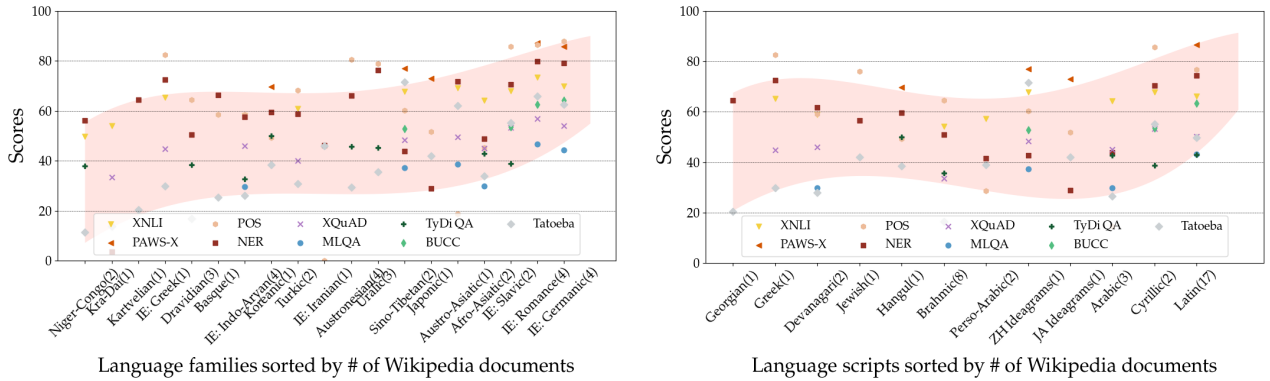 100
80
60
40
20
0
Scores
XNLI
PAWS-X
POS
NER
XQuAD
MLQA
TyDi QA
BUCC
Tatoeba
Niger-Congo(2)
Kra-Dai(1)
Kartvelian(1)
IE: Greek(1)
Dravidian(3)
Basque(1)
IE: Indo-Aryan(4)
Koreanic(1)
Turkic(2)
IE: Iranian(1)
Austronesian(4)
Uralic(3)
Sino-Tibetan(2)
Japonic(1)
Austro-Asiatic(1)
Afro-Asiatic(2)
IE: Slavic(2)
IE: Romance(4)
IE: Germanic(4)
Language families sorted by # of Wikipedia documents
100
80
60
40
20
0
Scores
XNLI
PAWS-X
POS
NER
XQuAD
MLQA
TyDi QA
BUCC
Tatoeba
Georgian(1)
Greek(1)
Devanagari(2)
Jewish(1)
Hangul(1)
Brahmic(8)
Perso-Arabic(2)
ZH Ideagrams(1)
JA Ideagrams(1)
Arabic(3)
Cyrillic(2)
Latin(17)
Language scripts sorted by # of Wikipedia documents